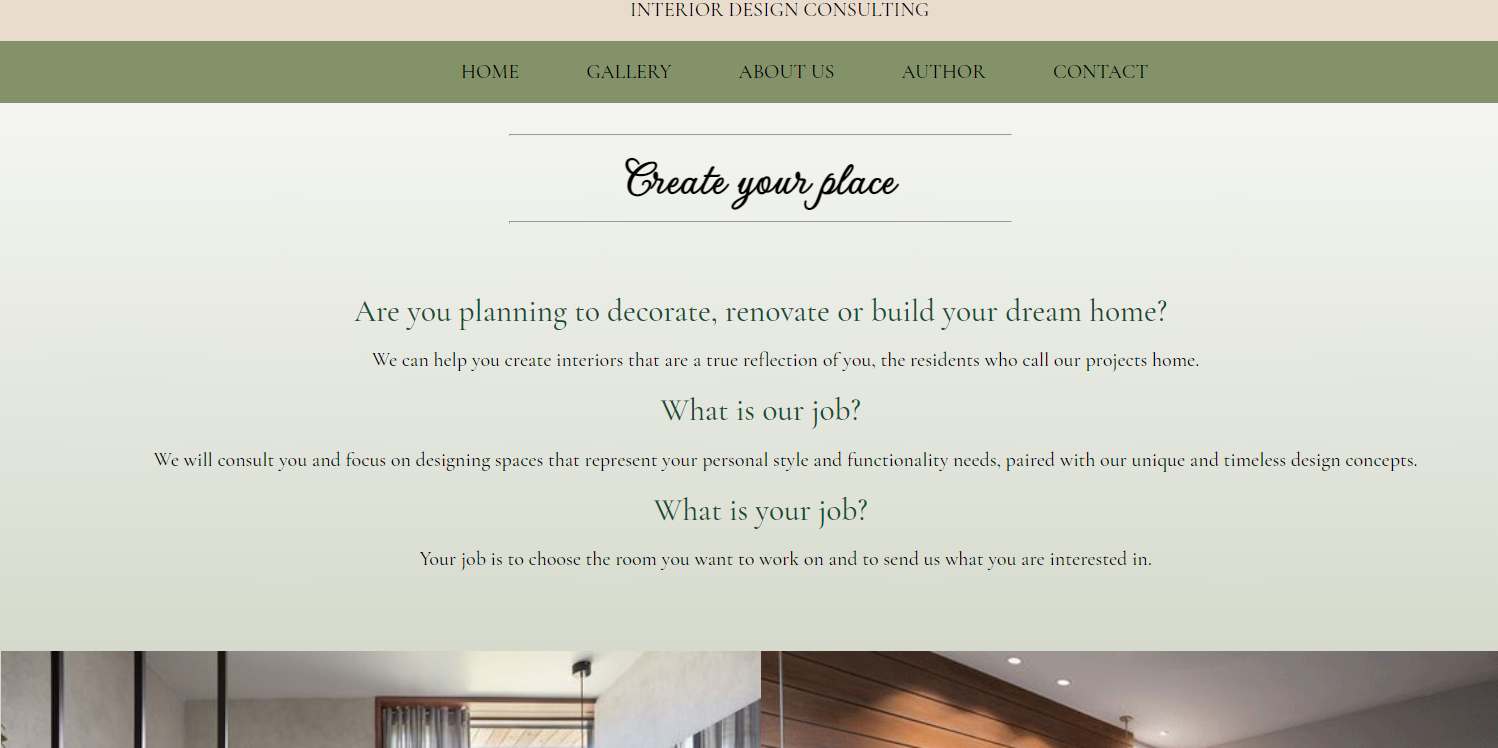 INTERIOR DESIGN CONSULTING
HOME GALLERY ABOUT US AUTHOR CONTACT
Create your place
Are you planning to decorate, renovate or build your dream home?
We can help you create interiors that are a true reflection of you, the residents who call our projects home.
What is our job?
We will consult you and focus on designing spaces that represent your personal style and functionality needs, paired with our unique and timeless design concepts.
What is your job?
Your job is to choose the room you want to work on and to send us what you are interested in.